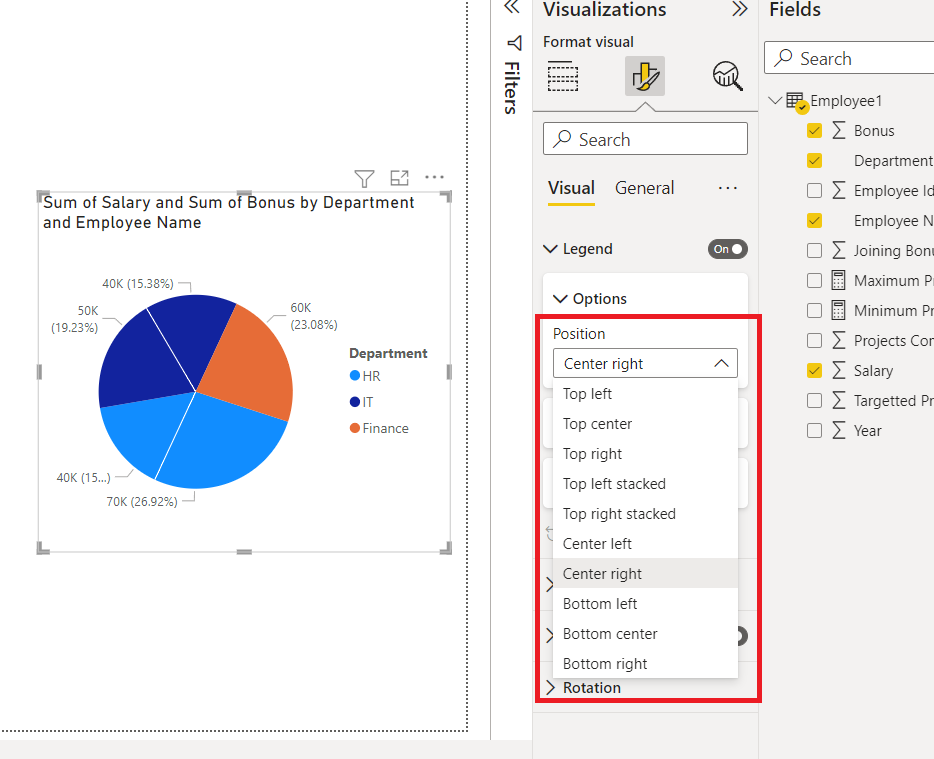 Sum of Salary and Sum of Bonus by Department
and Employee Name
40K (15.38%)
50K
(19.23%)
60K
(23.08%)
40K (15...)
70K (26.92%)
Department
HR
IT
Finance
Filters
Visualizations
Format visual
Search
Visual General ...
Legend On
Options
Position
Center right
Top left
Top center
Top right
Top left stacked
Top right stacked
Center left
Center right
Bottom left
Bottom center
Bottom right
Rotation
Fields
Search
Employee1
Bonus
Department
Employee Id
Employee N
Joining Bonu
Maximum Pr
Minimum Pr
Projects Con
Salary
Targetted Pr
Year